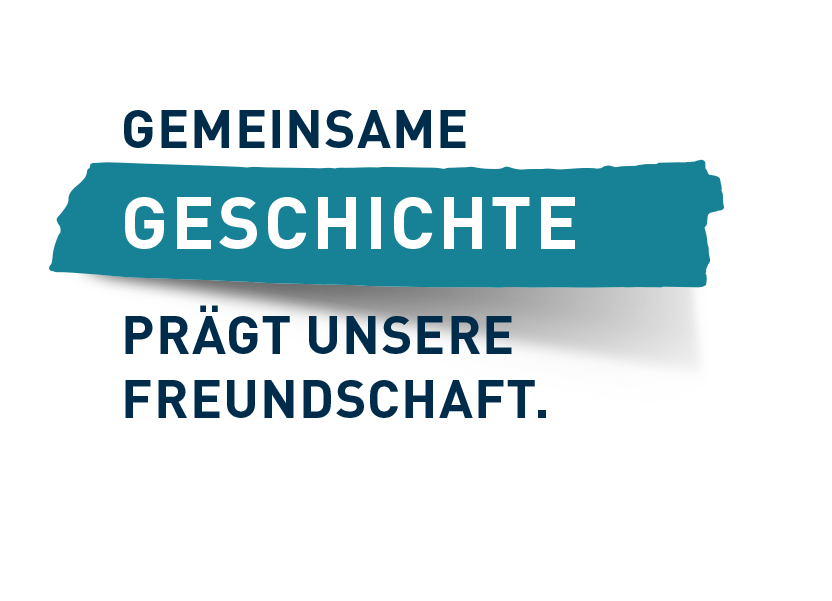 GEMEINSAME
GESCHICHTE
PRÄGT UNSERE
FREUNDSCHAFT.